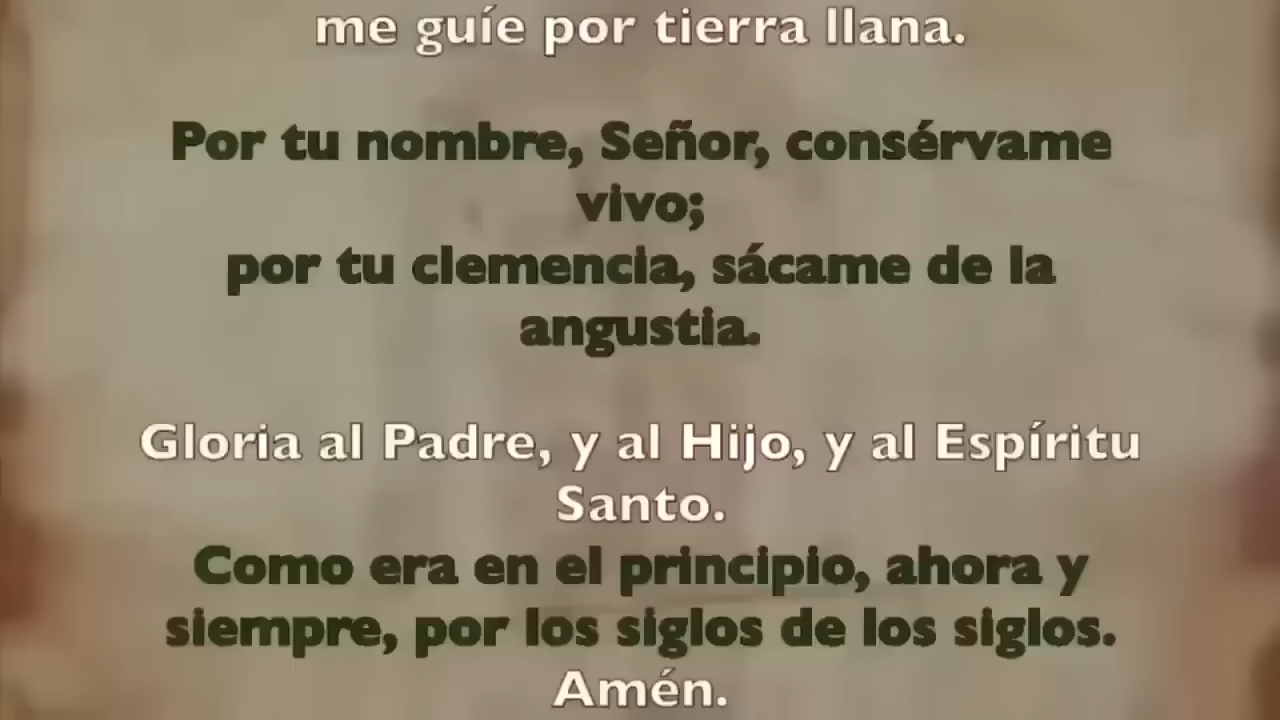 me guíe por tierra llana.
Por tu nombre, Señor, consérvame
vivo;
por tu clemencia, sácame de la
angustia.
Gloria al Padre, y al Hijo, y al Espíritu
Santo.
Como era en el principio, ahora y
siempre, por los siglos de los siglos.
Amén.